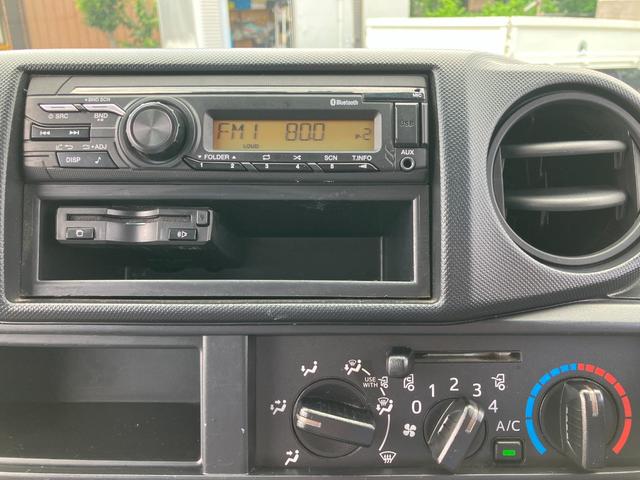 Bluetooth
MIC
BND SCN
SRC
BND
ADJ
DISP
FM1 80.0 P-2
LOUD
USB
FOLDER SCN T.INFO
1 2 3 4 5 6
AUX
USE
WITH
0 1 2 3 4
A/C